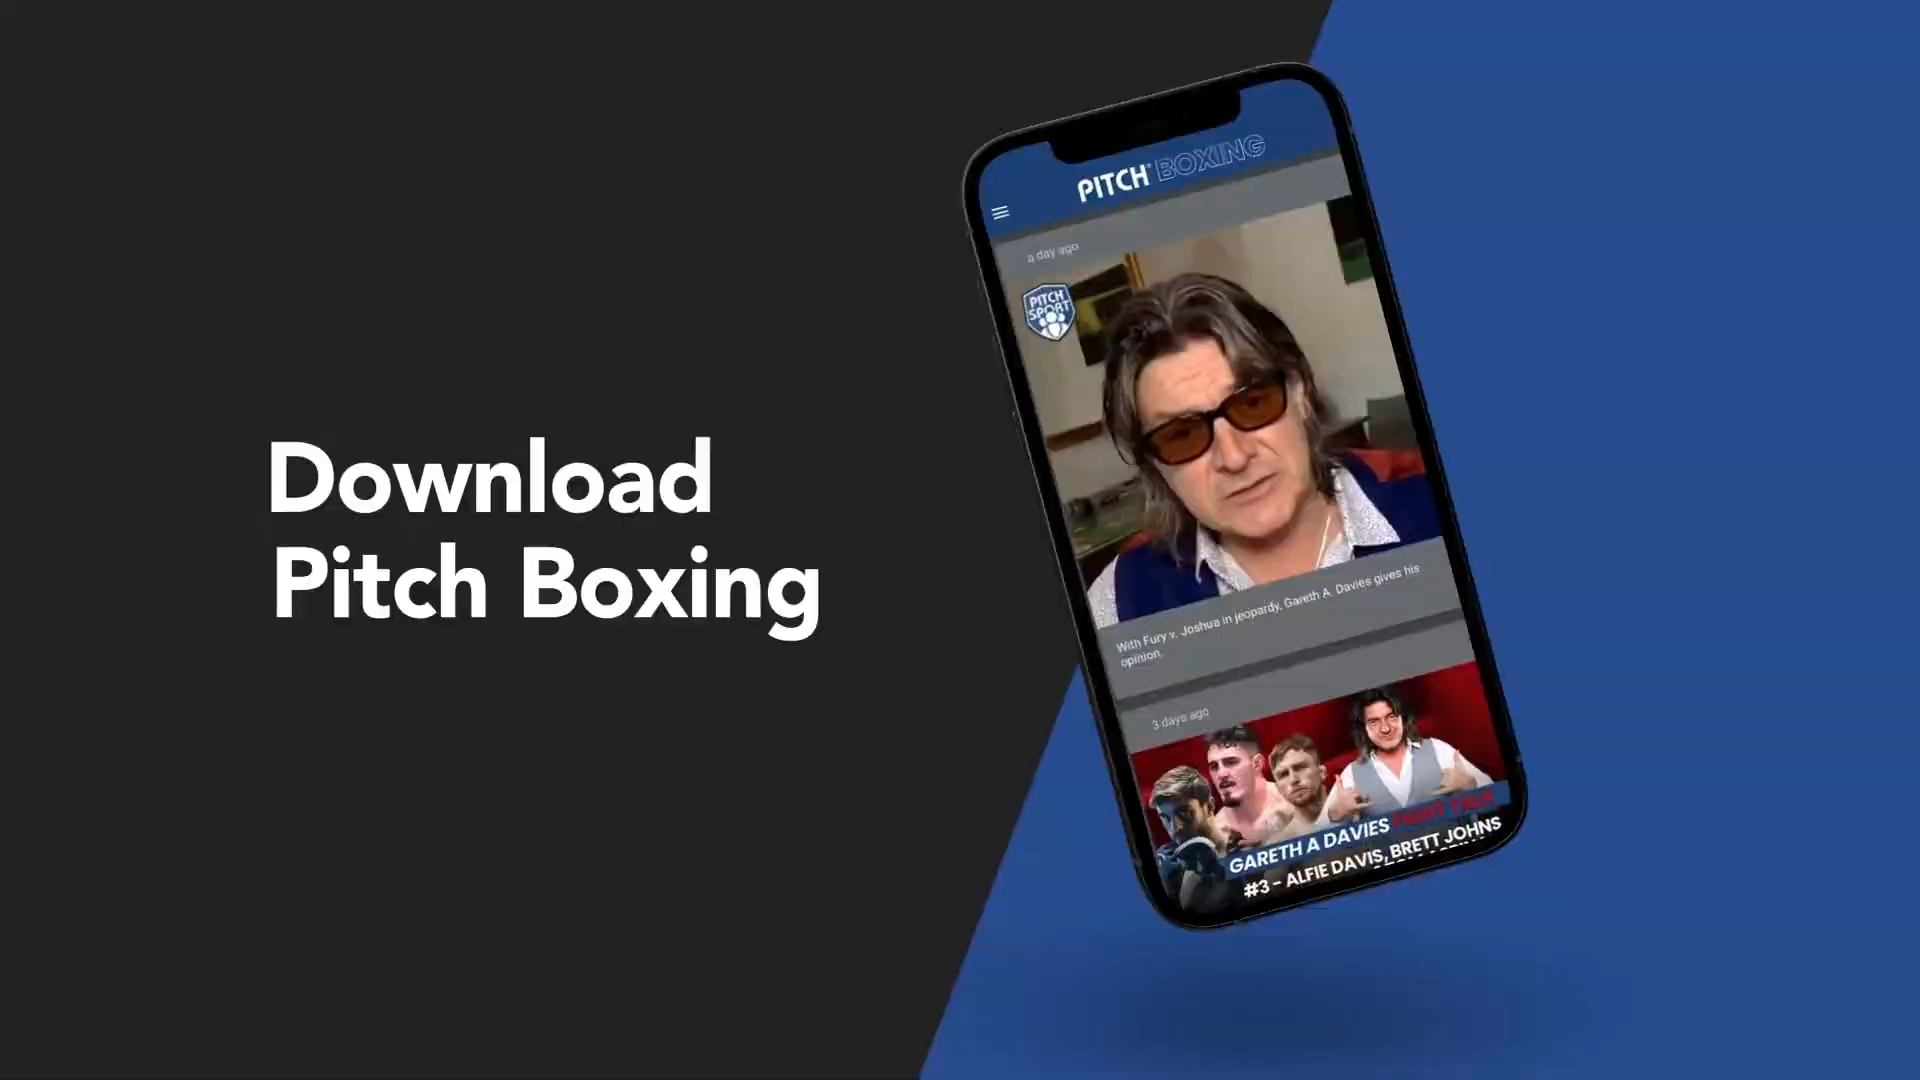 Download
Pitch Boxing
PITCH BOXING
a day ago
PITCH
SPORT
With Fury v. Joshua in jeopardy, Gareth A. Davies gives his
opinion.
3 days ago
GARETH A DAVIES FIGHT TALK
#3 - ALFIE DAVIS, BRETT JOHNS